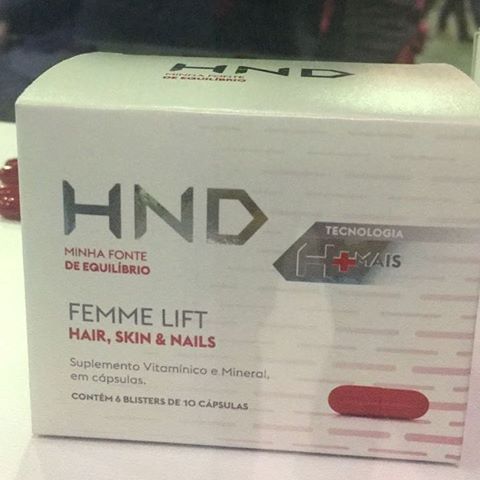 HND
MINHA FONTE
DE EQUILÍBRIO
HND
MINHA FONTE
DE EQUILÍBRIO
TECNOLOGIA
H+MAIS
FEMME LIFT
HAIR, SKIN & NAILS
Suplemento Vitamínico e Mineral,
em cápsulas.
CONTÉM 6 BLISTERS DE 10 CÁPSULAS